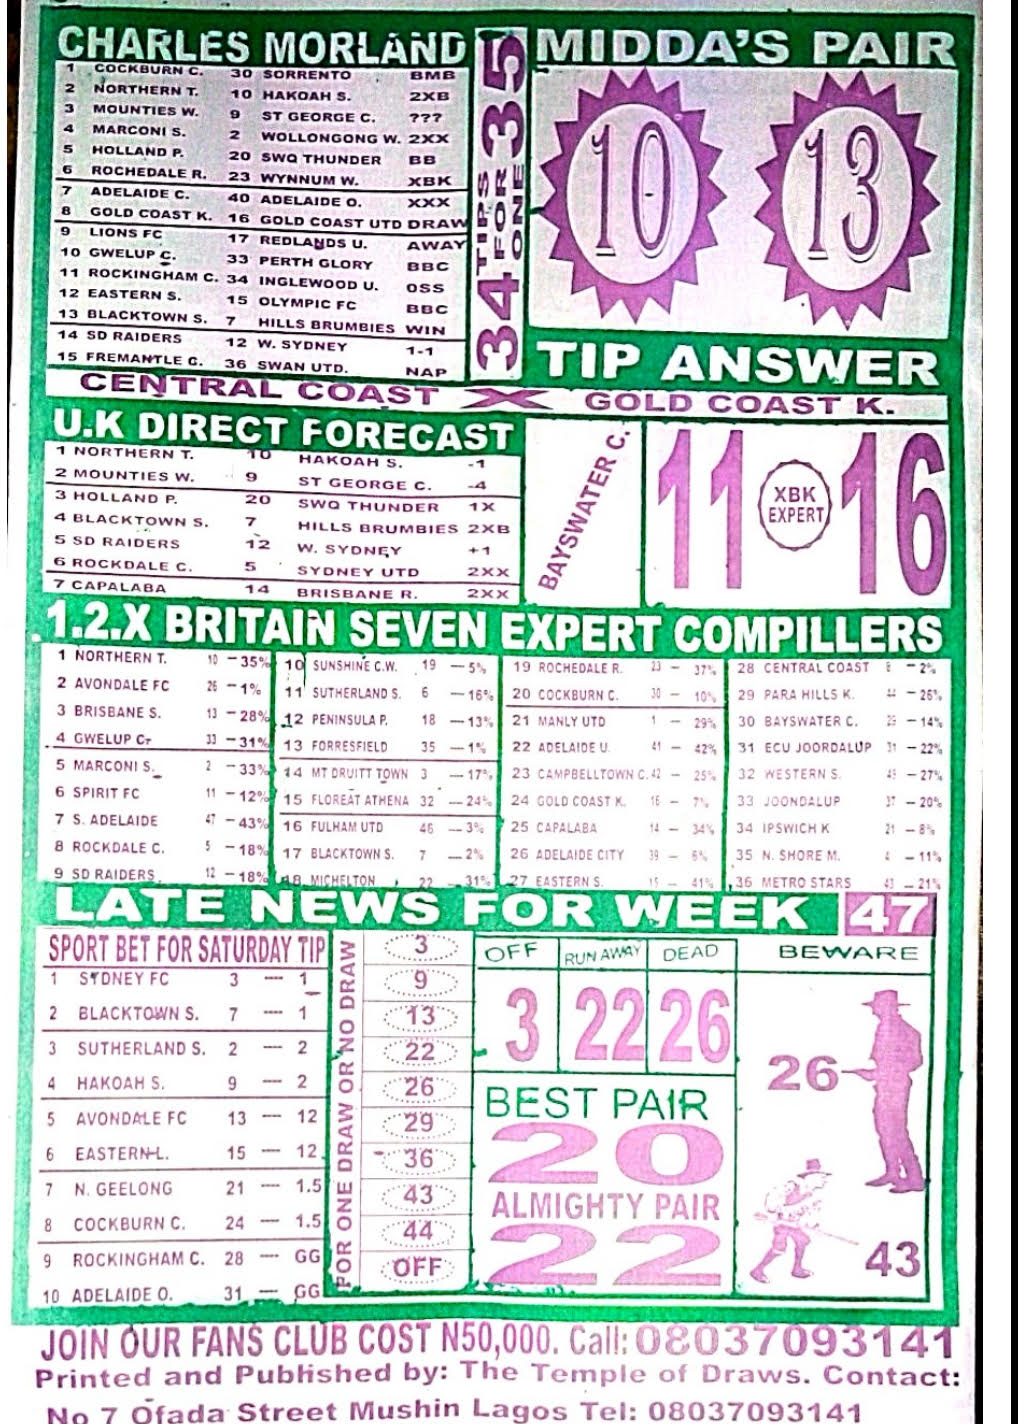 CHARLES MORLAND
1 COCKBURN C. 30 SORRENTO BMB
2 NORTHERN T. 10 HAKOAH S. 2XB
3 MOUNTIES W. 9 ST GEORGE C. ???
4 MARCONI S. 2 WOLLONGONG W. 2XX
5 HOLLAND P. 20 SWQ THUNDER BB
6 ROCHEDALE R. 23 WYNNUM W. XBK
7 ADELAIDE C. 40 ADELAIDE O. XXX
8 GOLD COAST K. 16 GOLD COAST UTD DRAW
9 LIONS FC 17 REDLANDS U. AWAY
10 GWELUP C. 33 PERTH GLORY BBC
11 ROCKINGHAM C. 34 INGLEWOOD U. OSS
12 EASTERN S. 15 OLYMPIC FC BBC
13 BLACKTOWN S. 7 HILLS BRUMBIES WIN
14 SD RAIDERS 12 W. SYDNEY 1-1
15 FREMANTLE C. 36 SWAN UTD. NAP
34 TIPS FOR ONE 35
MIDDA'S PAIR
10 13
TIP ANSWER
CENTRAL COAST X GOLD COAST K.
U.K DIRECT FORECAST
1 NORTHERN T. 10 HAKOAH S. -1
2 MOUNTIES W. 9 ST GEORGE C. -4
3 HOLLAND P. 20 SWQ THUNDER 1X
4 BLACKTOWN S. 7 HILLS BRUMBIES 2XB
5 SD RAIDERS 12 W. SYDNEY +1
6 ROCKDALE C. 5 SYDNEY UTD 2XX
7 CAPALABA 14 BRISBANE R. 2XX
BAYSWATER C.
11 XBK EXPERT 16
1.2.X BRITAIN SEVEN EXPERT COMPILLERS
1 NORTHERN T. 10 -35%
2 AVONDALE FC 26 -1%
3 BRISBANE S. 13 -28%
4 GWELUP Cr 33 -31%
5 MARCONI S. 2 -33%
6 SPIRIT FC 11 -12%
7 S. ADELAIDE 47 -43%
8 ROCKDALE C. 5 -18%
9 SD RAIDERS 12 -18%
10 SUNSHINE C.W. 19 -5%
11 SUTHERLAND S. 6 -16%
12 PENINSULA P. 18 -13%
13 FORRESFIELD 35 -1%
14 MT DRUITT TOWN 3 -17%
15 FLOREAT ATHENA 32 -24%
16 FULHAM UTD 46 -3%
17 BLACKTOWN S. 7 -2%
18 MICHELTON 22 -31%
19 ROCHEDALE R. 23 - 37%
20 COCKBURN C. 30 - 10%
21 MANLY UTD 1 - 29%
22 ADELAIDE U. 41 - 42%
23 CAMPBELLTOWN C. 42 - 25%
24 GOLD COAST K. 16 - 7%
25 CAPALABA 14 - 34%
26 ADELAIDE CITY 39 - 6%
27 EASTERN S. 15 - 41%
28 CENTRAL COAST 8 -2%
29 PARA HILLS K. 44 -26%
30 BAYSWATER C. -14%
31 ECU JOORDALUP 31 -22%
32 WESTERN S. -27%
33 JOONDALUP 37 -20%
34 IPSWICH K 21 -8%
35 N. SHORE M. 4 -11%
36 METRO STARS 43 -21%
LATE NEWS FOR WEEK 47
SPORT BET FOR SATURDAY TIP
1 SYDNEY FC 3 --- 1
2 BLACKTOWN S. 7 --- 1
3 SUTHERLAND S. 2 --- 2
4 HAKOAH S. 9 --- 2
5 AVONDALE FC 13 --- 12
6 EASTERN L. 15 --- 12
7 N. GEELONG 21 --- 1.5
8 COCKBURN C. 24 --- 1.5
9 ROCKINGHAM C. 28 --- GG
10 ADELAIDE O. 31 --- GG
FOR ONE DRAW OR NO DRAW
3
9
13
22
26
29
36
43
44
OFF
OFF RUN AWAY DEAD
3 22 26
BEST PAIR
20
ALMIGHTY PAIR
22
BEWARE
26
43
JOIN OUR FANS CLUB COST N50,000. Call: 08037093141
Printed and Published by: The Temple of Draws. Contact:
No 7 Ofada Street Mushin Lagos Tel: 08037093141